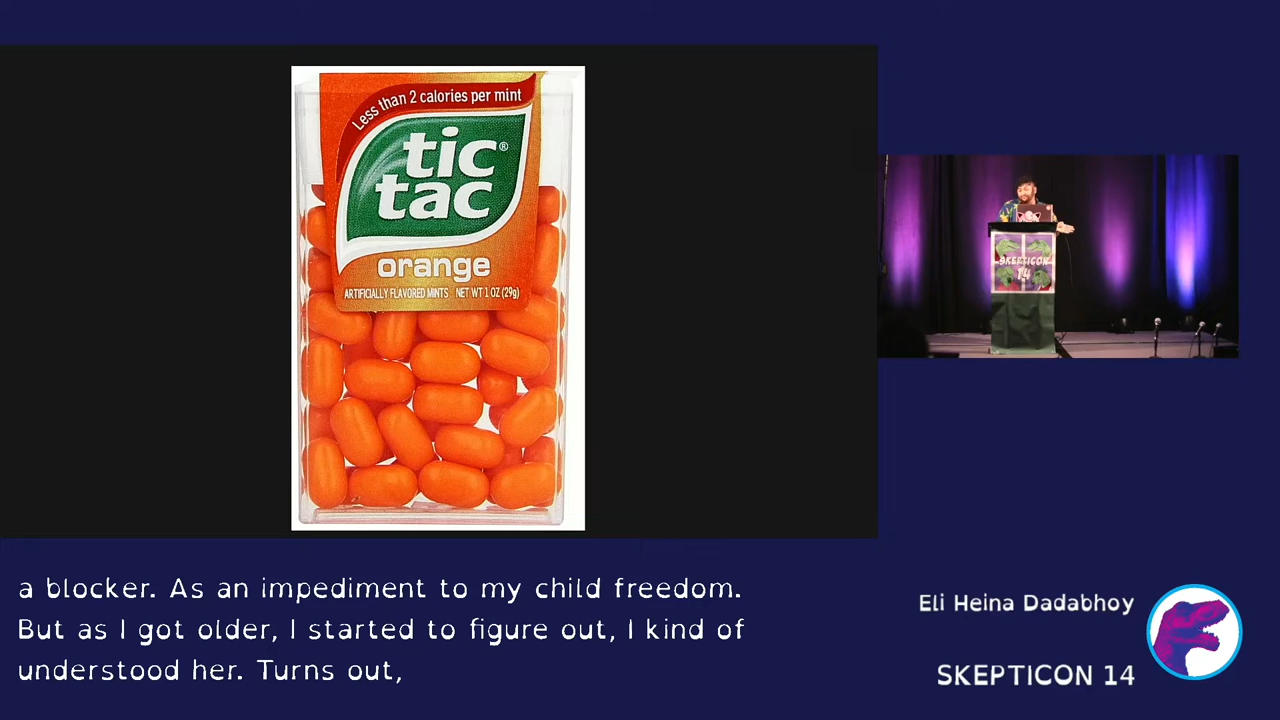 Less than 2 calories per mint
tic®
tac
orange
ARTIFICIALLY FLAVORED MINTS NET WT 1 OZ (29g)
SKEPTICON
14
a blocker. As an impediment to my child freedom.
But as I got older, I started to figure out, I kind of
understood her. Turns out,
Eli Heina Dadabhoy
SKEPTICON 14